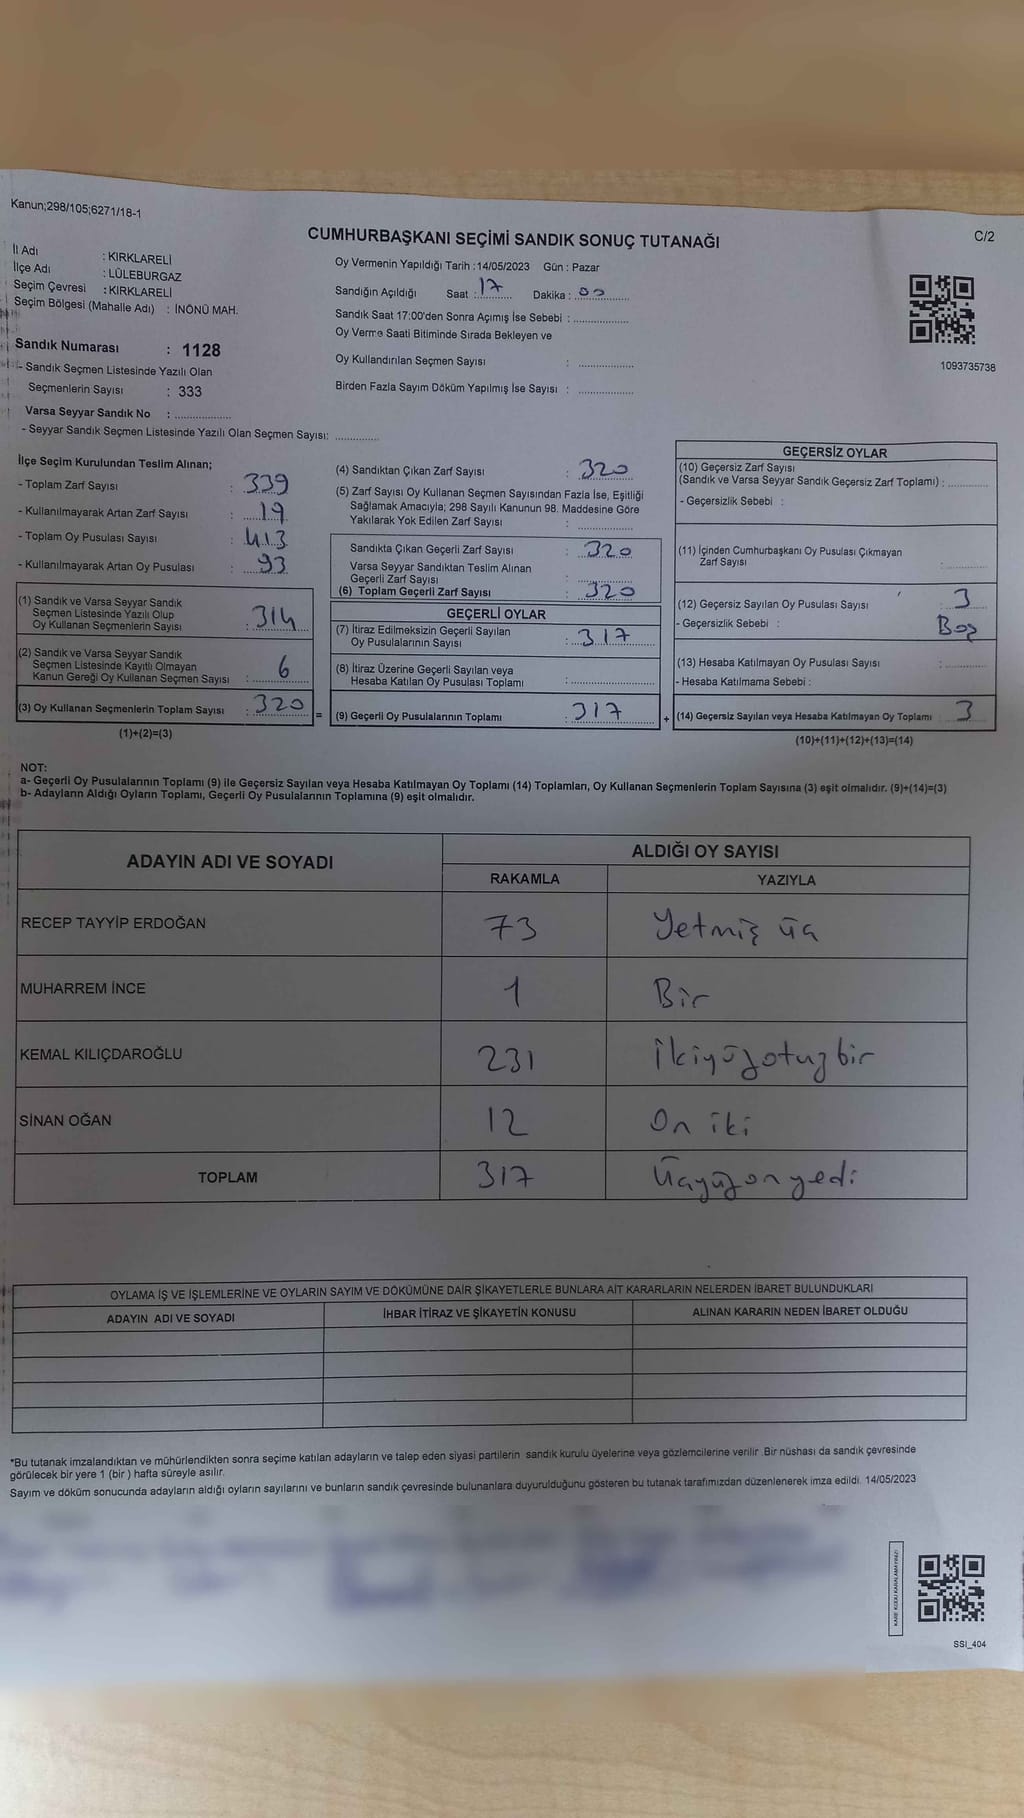 Kanun;298/105;6271/18-1
CUMHURBAŞKANI SEÇİMİ SANDIK SONUÇ TUTANAĞI
C/2
İl Adı : KIRKLARELİ
İlçe Adı : LÜLEBURGAZ
Seçim Çevresi : KIRKLARELİ
Seçim Bölgesi (Mahalle Adı) : İNÖNÜ MAH.
Sandık Numarası : 1128
- Sandık Seçmen Listesinde Yazılı Olan
Seçmenlerin Sayısı : 333
Varsa Seyyar Sandık No : ..................
- Seyyar Sandık Seçmen Listesinde Yazılı Olan Seçmen Sayısı: ..............
Oy Vermenin Yapıldığı Tarih :14/05/2023 Gün : Pazar
Sandığın Açıldığı Saat : 17 Dakika : 00
Sandık Saat 17:00'den Sonra Açımış İse Sebebi : ..................
Oy Verme Saati Bitiminde Sırada Bekleyen ve
Oy Kullandırılan Seçmen Sayısı : ..................
Birden Fazla Sayım Döküm Yapılmış İse Sayısı : ..................
1093735738
İlçe Seçim Kurulundan Teslim Alınan;
- Toplam Zarf Sayısı : 339
- Kullanılmayarak Artan Zarf Sayısı : 19
- Toplam Oy Pusulası Sayısı : 413
- Kullanılmayarak Artan Oy Pusulası : 93
(1) Sandık ve Varsa Seyyar Sandık
Seçmen Listesinde Yazılı Olup
Oy Kullanan Seçmenlerin Sayısı : 314
(2) Sandık ve Varsa Seyyar Sandık
Seçmen Listesinde Kayıtlı Olmayan
Kanun Gereği Oy Kullanan Seçmen Sayısı : 6
(3) Oy Kullanan Seçmenlerin Toplam Sayısı : 320 =
(1)+(2)=(3)
(4) Sandıktan Çıkan Zarf Sayısı : 320
(5) Zarf Sayısı Oy Kullanan Seçmen Sayısından Fazla İse, Eşitliği
Sağlamak Amacıyla; 298 Sayılı Kanunun 98. Maddesine Göre
Yakılarak Yok Edilen Zarf Sayısı : ..................
Sandıkta Çıkan Geçerli Zarf Sayısı : 320
Varsa Seyyar Sandıktan Teslim Alınan
Geçerli Zarf Sayısı : ..................
(6) Toplam Geçerli Zarf Sayısı : 320
GEÇERLİ OYLAR
(7) İtiraz Edilmeksizin Geçerli Sayılan
Oy Pusulalarının Sayısı : 317
(8) İtiraz Üzerine Geçerli Sayılan veya
Hesaba Katılan Oy Pusulası Toplamı : ..................
(9) Geçerli Oy Pusulalarının Toplamı : 317 +
GEÇERSİZ OYLAR
(10) Geçersiz Zarf Sayısı
(Sandık ve Varsa Seyyar Sandık Geçersiz Zarf Toplamı) : ............
- Geçersizlik Sebebi :
(11) İçinden Cumhurbaşkanı Oy Pusulası Çıkmayan
Zarf Sayısı : ............
(12) Geçersiz Sayılan Oy Pusulası Sayısı : 3
- Geçersizlik Sebebi : Boş
(13) Hesaba Katılmayan Oy Pusulası Sayısı : ............
- Hesaba Katılmama Sebebi :
(14) Geçersiz Sayılan veya Hesaba Katılmayan Oy Toplamı : 3
(10)+(11)+(12)+(13)=(14)
NOT:
a- Geçerli Oy Pusulalarının Toplamı (9) ile Geçersiz Sayılan veya Hesaba Katılmayan Oy Toplamı (14) Toplamları, Oy Kullanan Seçmenlerin Toplam Sayısına (3) eşit olmalıdır. (9)+(14)=(3)
b- Adayların Aldığı Oyların Toplamı, Geçerli Oy Pusulalarının Toplamına (9) eşit olmalıdır.
ADAYIN ADI VE SOYADI ALDIĞI OY SAYISI
RAKAMLA YAZIYLA
RECEP TAYYİP ERDOĞAN 73 Yetmiş üç
MUHARREM İNCE 1 Bir
KEMAL KILIÇDAROĞLU 231 İkiyüzotuzbir
SİNAN OĞAN 12 On iki
TOPLAM 317 Üçyüzonyedi
OYLAMA İŞ VE İŞLEMLERİNE VE OYLARIN SAYIM VE DÖKÜMÜNE DAİR ŞİKAYETLERLE BUNLARA AİT KARARLARIN NELERDEN İBARET BULUNDUKLARI
ADAYIN ADI VE SOYADI İHBAR İTİRAZ VE ŞİKAYETİN KONUSU ALINAN KARARIN NEDEN İBARET OLDUĞU
*Bu tutanak imzalandıktan ve mühürlendikten sonra seçime katılan adayların ve talep eden siyasi partilerin sandık kurulu üyelerine veya gözlemcilerine verilir .Bir nüshası da sandık çevresinde
görülecek bir yere 1 (bir ) hafta süreyle asılır.
Sayım ve döküm sonucunda adayların aldığı oyların sayılarını ve bunların sandık çevresinde bulunanlara duyurulduğunu gösteren bu tutanak tarafımızdan düzenlenerek imza edildi. 14/05/2023
KARE KODU KARALAMAYINIZ!
SSI_404